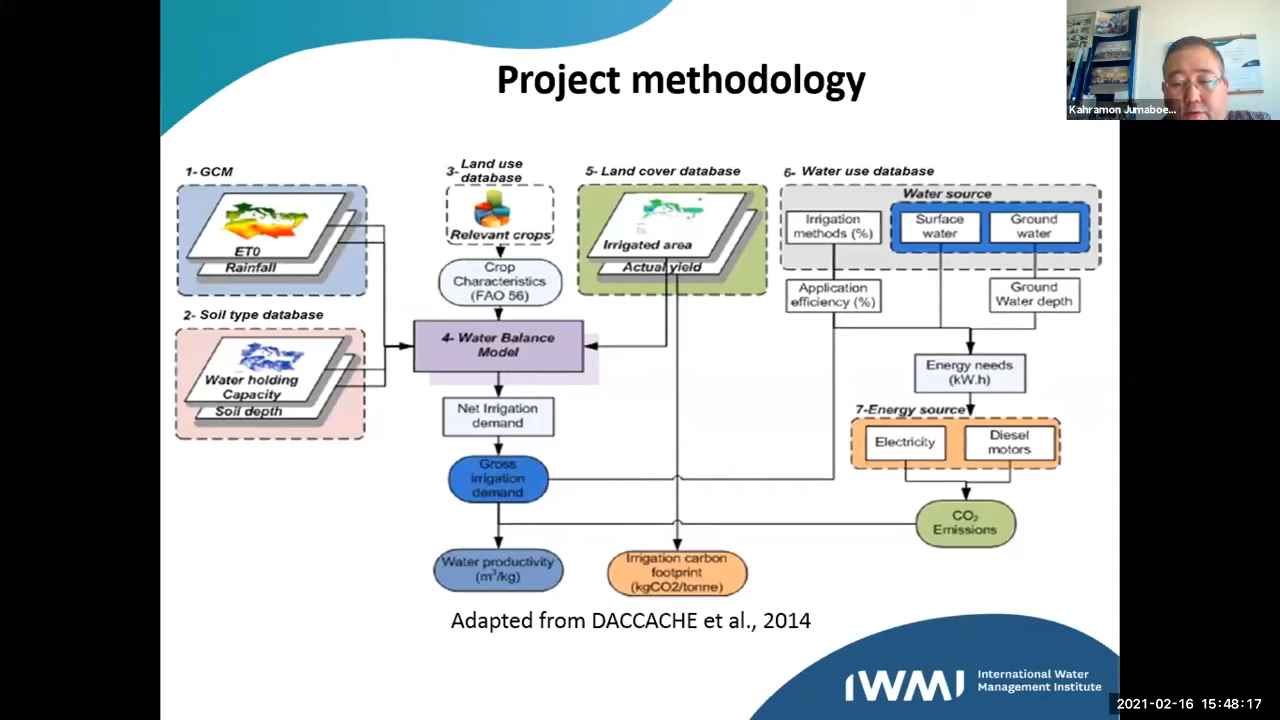 Project methodology
Kahramon Jumaboe...
1- GCM
ET0
Rainfall
2- Soil type database
Water holding
Capacity
Soil depth
3- Land use
database
Relevant crops
Crop
Characteristics
(FAO 56)
4- Water Balance
Model
Net Irrigation
demand
Gross
irrigation
demand
Water productivity
(m³/kg)
5- Land cover database
Irrigated area
Actual yield
Irrigation carbon
footprint
(kgCO2/tonne)
6- Water use database
Water source
Irrigation
methods (%)
Surface
water
Ground
water
Application
efficiency (%)
Ground
Water depth
Energy needs
(kW.h)
7-Energy source
Electricity
Diesel
motors
CO₂
Emissions
Adapted from DACCACHE et al., 2014
IWMI
International Water
Management Institute
2021-02-16 15:48:17